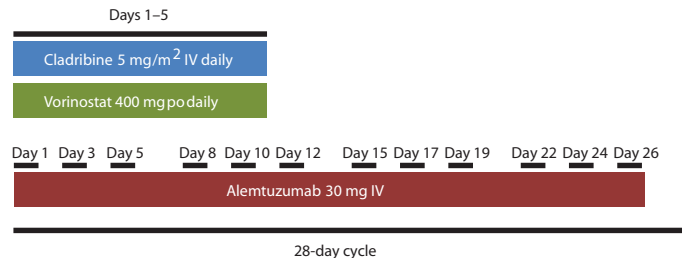 Days 1–5
Cladribine 5 mg/m2 IV daily
Vorinostat 400 mg po daily
Day 1 Day 3 Day 5 Day 8 Day 10 Day 12 Day 15 Day 17 Day 19 Day 22 Day 24 Day 26
Alemtuzumab 30 mg IV
28-day cycle